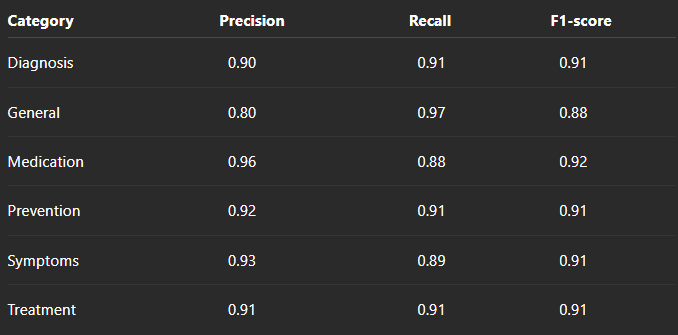 Category Precision Recall F1-score
Diagnosis 0.90 0.91 0.91
General 0.80 0.97 0.88
Medication 0.96 0.88 0.92
Prevention 0.92 0.91 0.91
Symptoms 0.93 0.89 0.91
Treatment 0.91 0.91 0.91